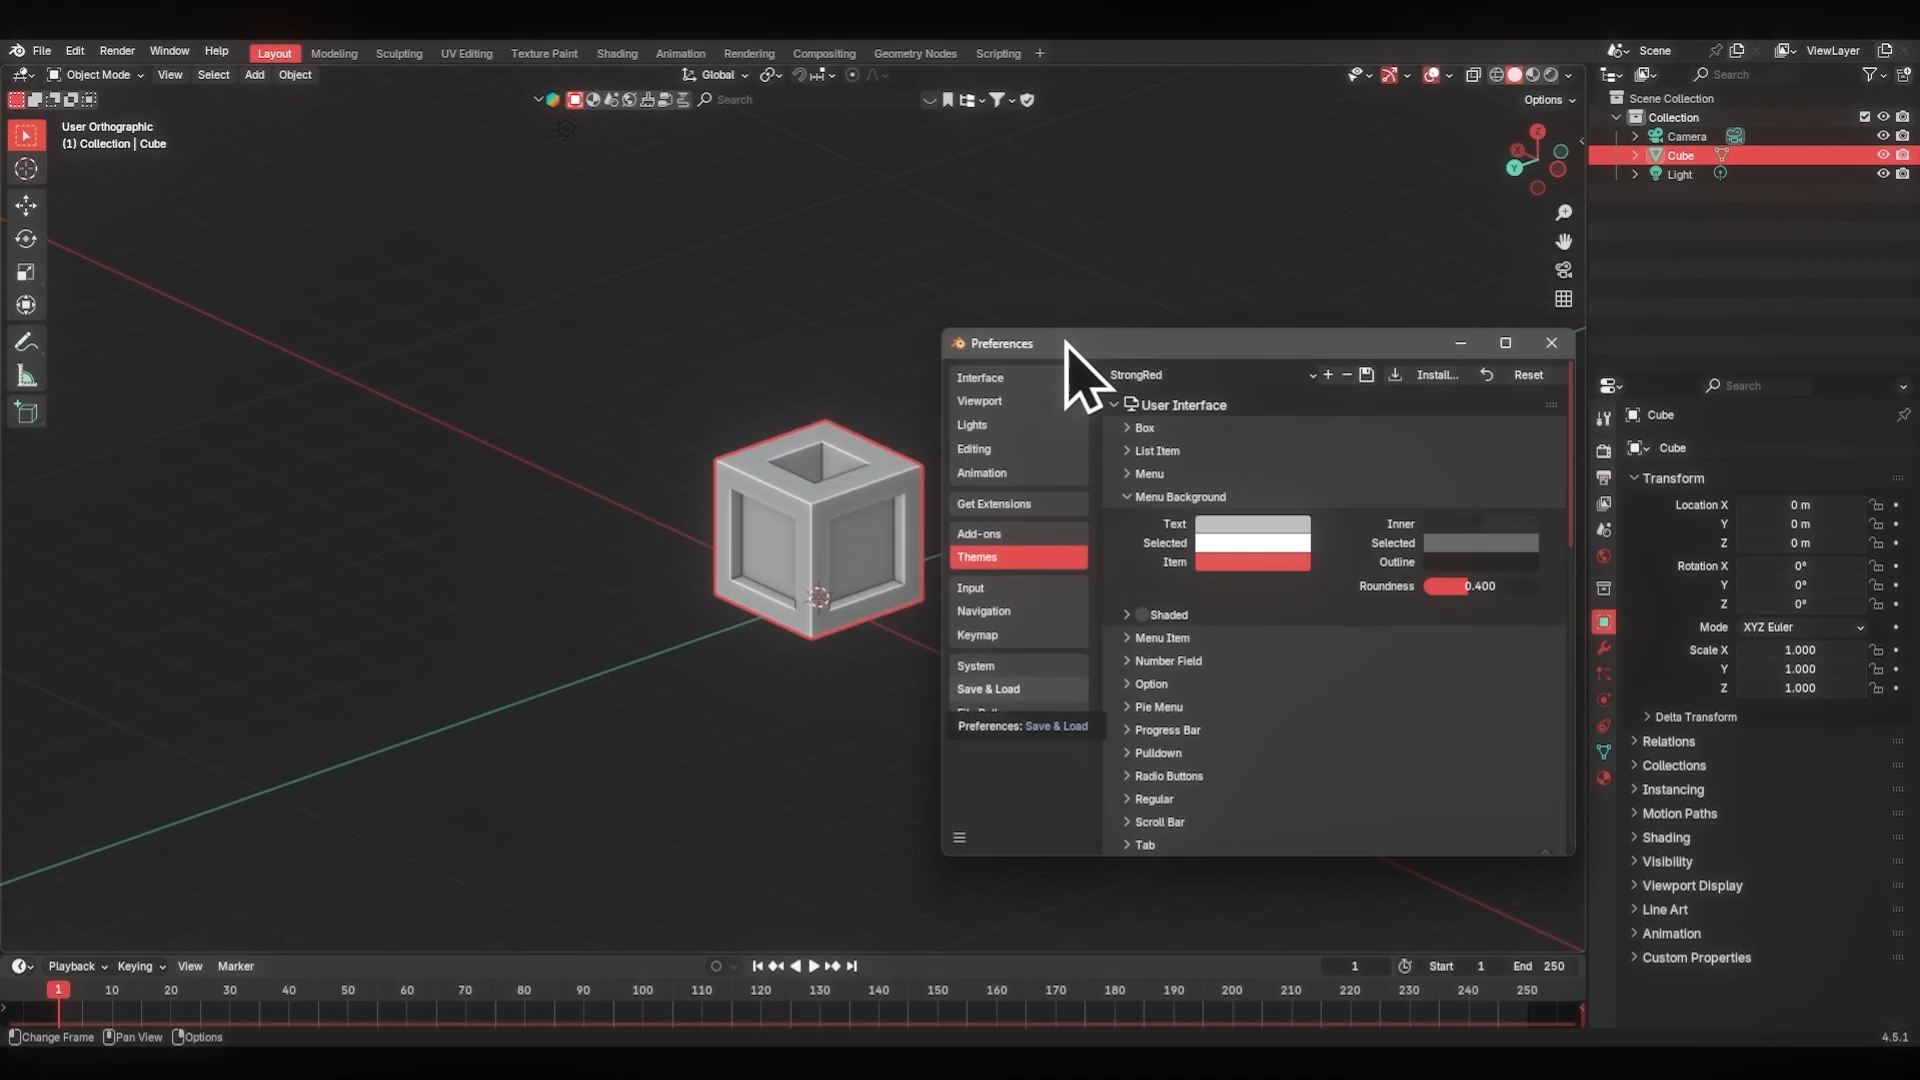 File Edit Render Window Help Layout Modeling Sculpting UV Editing Texture Paint Shading Animation Rendering Compositing Geometry Nodes Scripting + Scene ViewLayer
Object Mode View Select Add Object Global Search
Search Options
User Orthographic
(1) Collection | Cube
Z
X
Y
Scene Collection
Collection
Camera
Cube
Light
Preferences
Interface
Viewport
Lights
Editing
Animation
Get Extensions
Add-ons
Themes
Input
Navigation
Keymap
System
Save & Load
Preferences: Save & Load
StrongRed Install... Reset
User Interface
Box
List Item
Menu
Menu Background
Text Inner
Selected Selected
Item Outline
Roundness 0.400
Shaded
Menu Item
Number Field
Option
Pie Menu
Progress Bar
Pulldown
Radio Buttons
Regular
Scroll Bar
Tab
Search
Cube
Cube
Transform
Location X 0 m
Y 0 m
Z 0 m
Rotation X 0°
Y 0°
Z 0°
Mode XYZ Euler
Scale X 1.000
Y 1.000
Z 1.000
Delta Transform
Relations
Collections
Instancing
Motion Paths
Shading
Visibility
Viewport Display
Line Art
Animation
Custom Properties
Playback Keying View Marker 1 Start 1 End 250
1 10 20 30 40 50 60 70 80 90 100 110 120 130 140 150 160 170 180 190 200 210 220 230 240 250
Change Frame Pan View Options 4.5.1